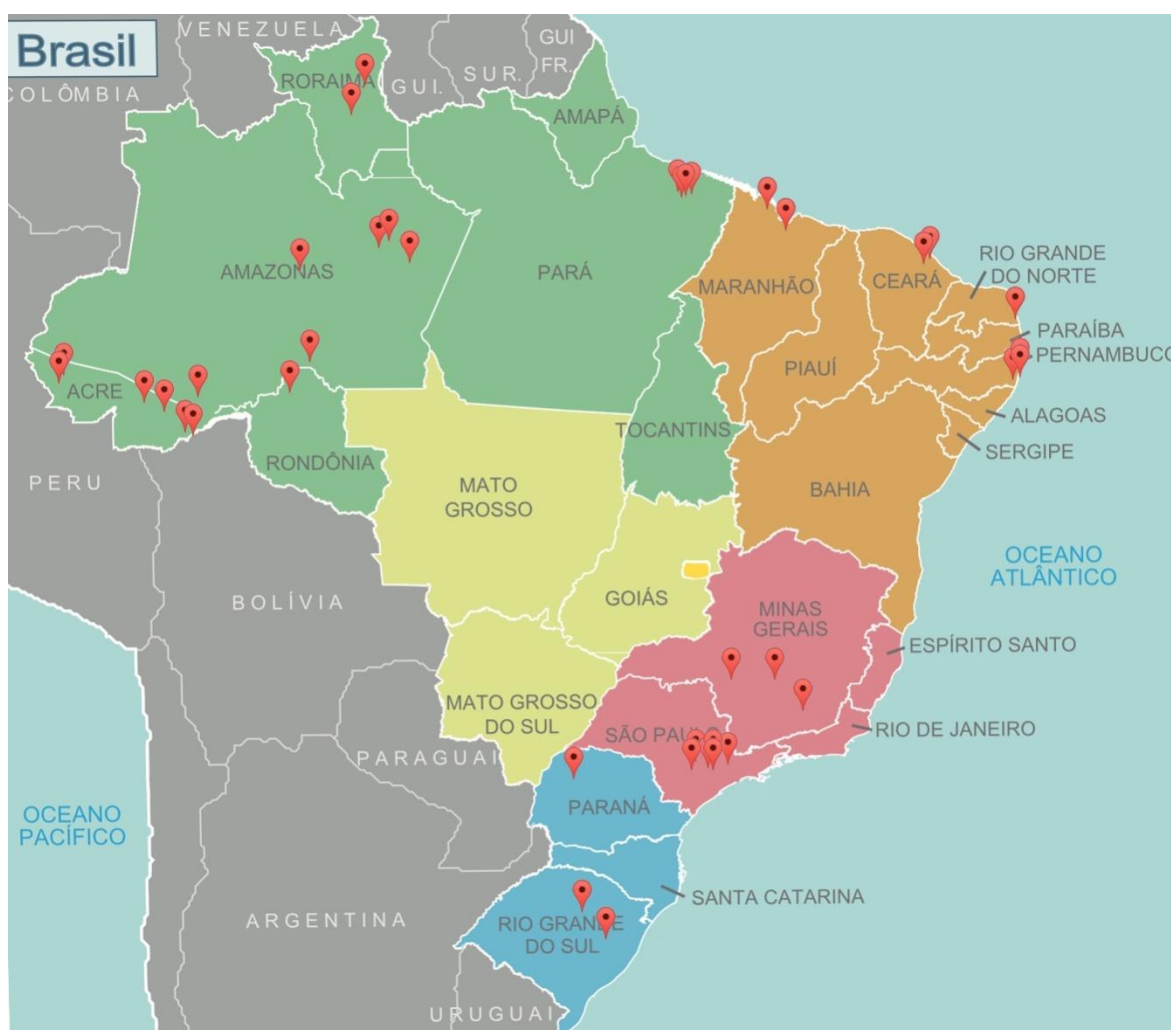 Brasil
VENEZUELA
COLÔMBIA
RORAIMA
GUI.
SUR.
GUI
FR.
AMAPÁ
AMAZONAS
PARÁ
MARANHÃO
CEARÁ
RIO GRANDE
DO NORTE
PARAÍBA
PERNAMBUCO
PIAUÍ
ACRE
ALAGOAS
TOCANTINS
SERGIPE
RONDÔNIA
PERU
MATO
GROSSO
BAHIA
OCEANO
ATLÂNTICO
BOLÍVIA
GOIÁS
MINAS
GERAIS
ESPÍRITO SANTO
MATO GROSSO
DO SUL
SÃO PAULO
RIO DE JANEIRO
PARAGUAI
PARANÁ
OCEANO
PACÍFICO
SANTA CATARINA
ARGENTINA
RIO GRANDE
DO SUL
URUGUAI